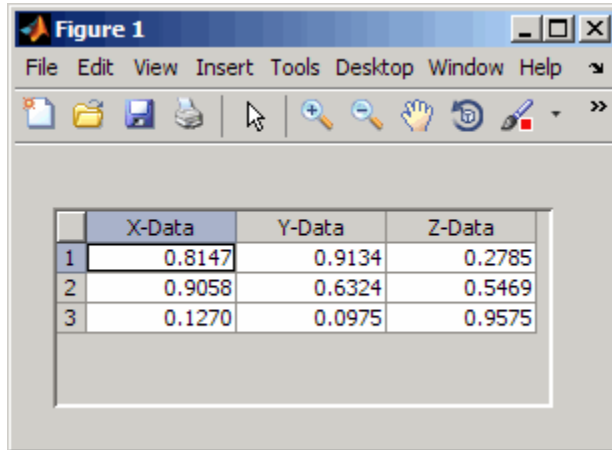 Figure 1
File Edit View Insert Tools Desktop Window Help
X-Data Y-Data Z-Data
1 0.8147 0.9134 0.2785
2 0.9058 0.6324 0.5469
3 0.1270 0.0975 0.9575